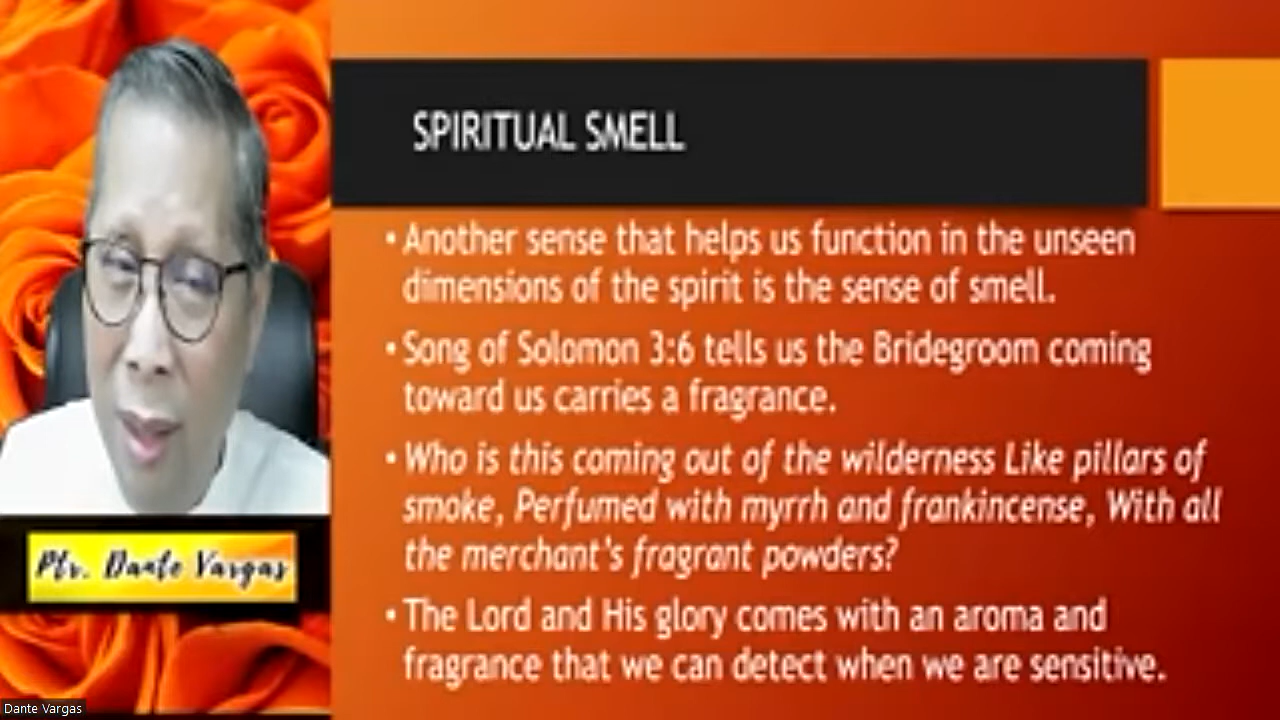 SPIRITUAL SMELL
•Another sense that helps us function in the unseen
dimensions of the spirit is the sense of smell.
•Song of Solomon 3:6 tells us the Bridegroom coming
toward us carries a fragrance.
•Who is this coming out of the wilderness Like pillars of
smoke, Perfumed with myrrh and frankincense, With all
the merchant's fragrant powders?
•The Lord and His glory comes with an aroma and
fragrance that we can detect when we are sensitive.
Ptr. Dante Vargas
Dante Vargas